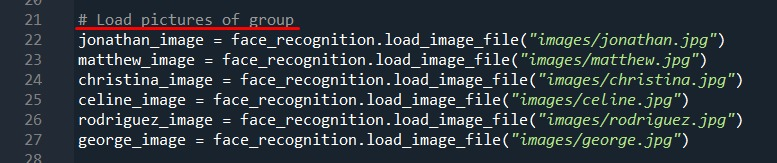 21 # Load pictures of group
22 jonathan_image = face_recognition.load_image_file("images/jonathan.jpg")
23 matthew_image = face_recognition.load_image_file("images/matthew.jpg")
24 christina_image = face_recognition.load_image_file("images/christina.jpg")
25 celine_image = face_recognition.load_image_file("images/celine.jpg")
26 rodriguez_image = face_recognition.load_image_file("images/rodriguez.jpg")
27 george_image = face_recognition.load_image_file("images/george.jpg")
28